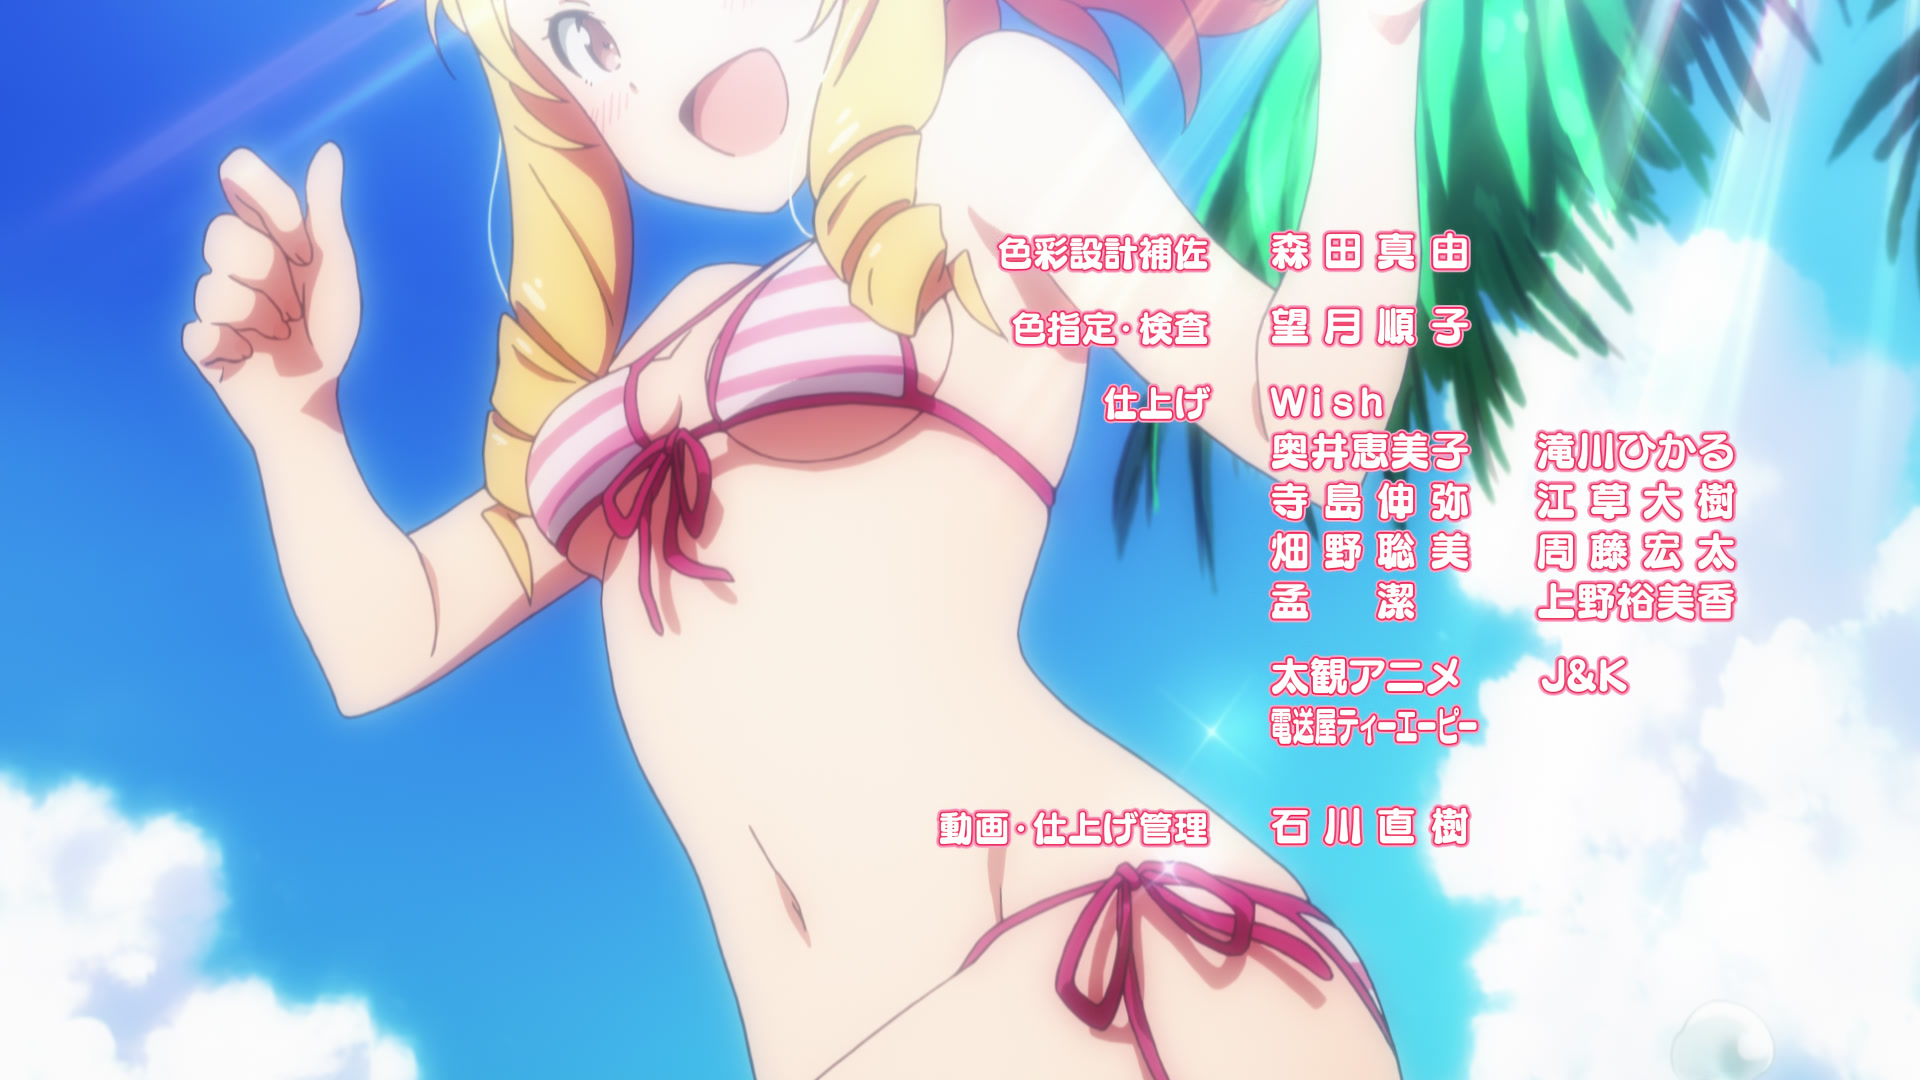 色彩設計補佐 森田真由
色指定・検査 望月順子
仕上げ Wish
奥井恵美子 滝川ひかる
寺島伸弥 江草大樹
畑野聡美 周藤宏太
孟潔 上野裕美香
太観アニメ J&K
電送屋ティーエーピー
動画・仕上げ管理 石川直樹